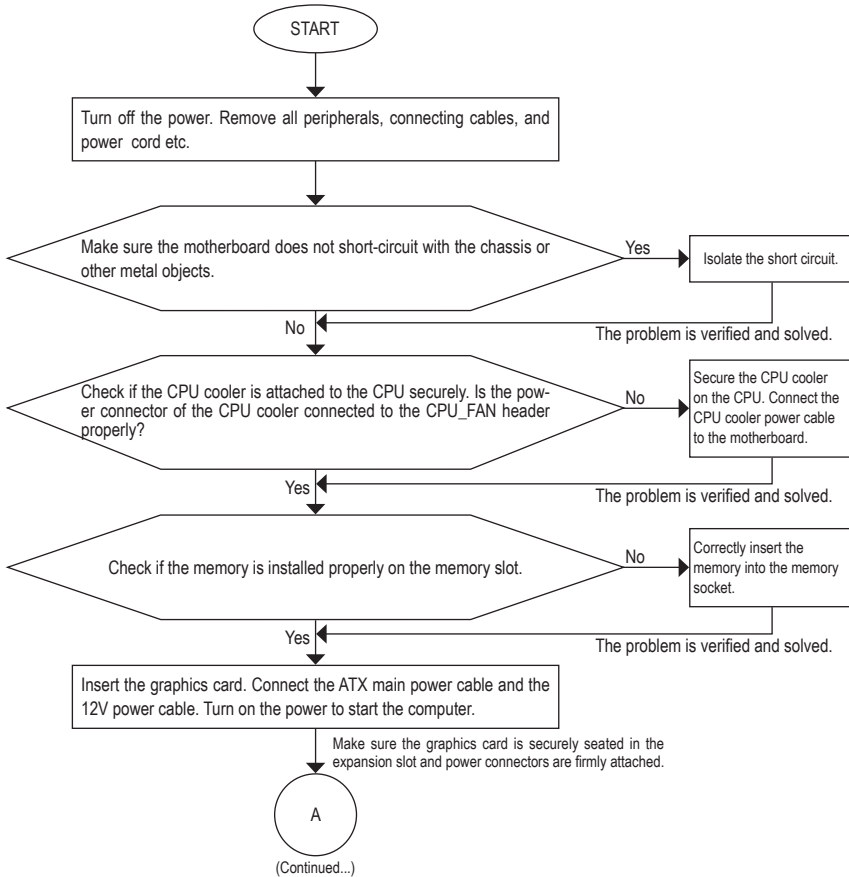 START
Turn off the power. Remove all peripherals, connecting cables, and
power cord etc.
Make sure the motherboard does not short-circuit with the chassis or
other metal objects.
Yes
Isolate the short circuit.
No
The problem is verified and solved.
Check if the CPU cooler is attached to the CPU securely. Is the pow-
er connector of the CPU cooler connected to the CPU_FAN header
properly?
No
Secure the CPU cooler
on the CPU. Connect the
CPU cooler power cable
to the motherboard.
Yes
The problem is verified and solved.
Check if the memory is installed properly on the memory slot.
No
Correctly insert the
memory into the memory
socket.
Yes
The problem is verified and solved.
Insert the graphics card. Connect the ATX main power cable and the
12V power cable. Turn on the power to start the computer.
Make sure the graphics card is securely seated in the
expansion slot and power connectors are firmly attached.
A
(Continued...)